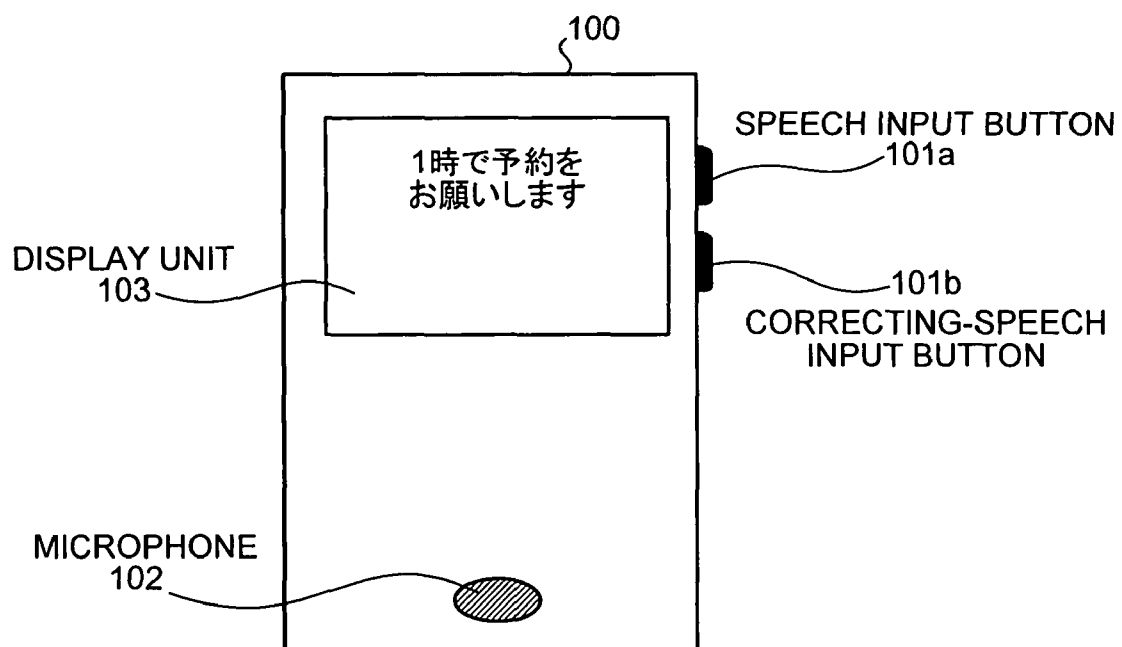 100
SPEECH INPUT BUTTON
101a
1時で予約を
お願いします
DISPLAY UNIT
103
101b
CORRECTING-SPEECH
INPUT BUTTON
MICROPHONE
102